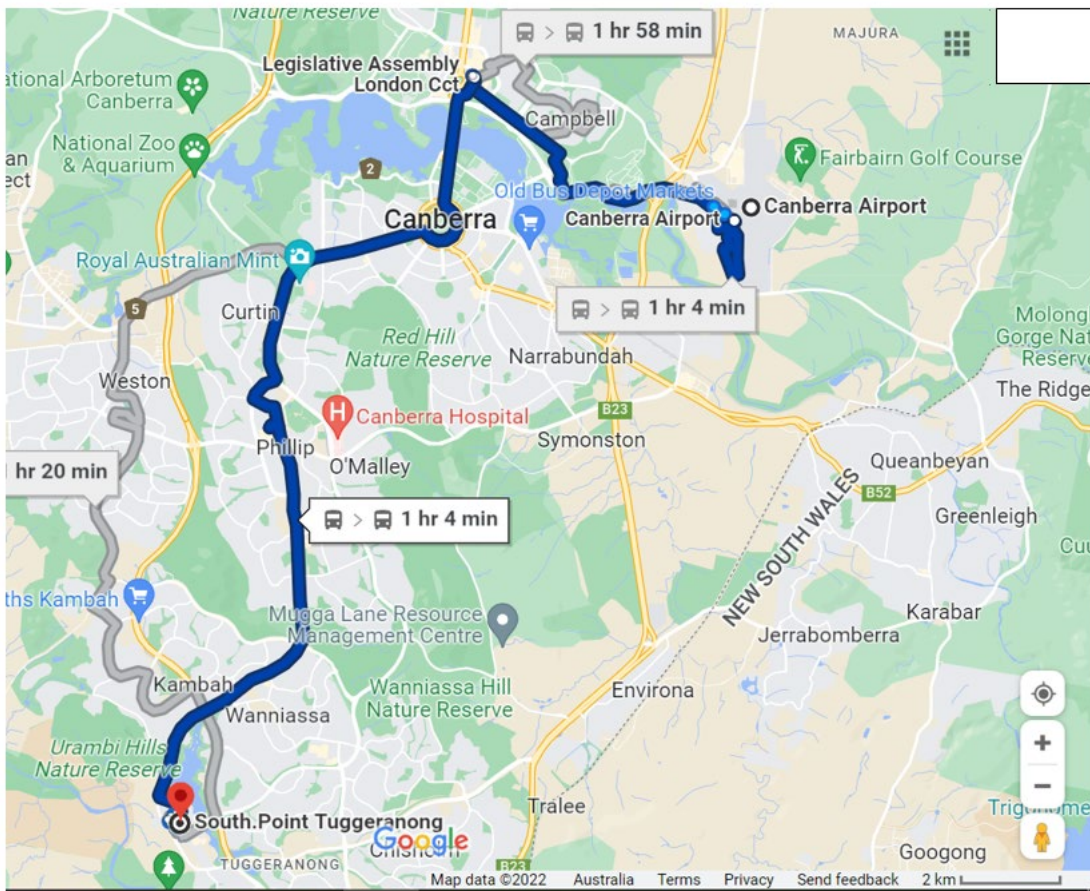 Nature Reserve
1 hr 58 min
MAJURA
Legislative Assembly
London Cct
ational Arboretum
Canberra
Campbell
National Zoo
& Aquarium
an
ect
2
Fairbairn Golf Course
Old Bus Depot Markets
Canberra Airport
Canberra Airport
Canberra
Royal Australian Mint
5
Curtin
1 hr 4 min
Red Hill
Nature Reserve
Narrabundah
Molong
Gorge Nat
Reserve
The Ridge
Weston
B23
Canberra Hospital
Symonston
Phillip
O'Malley
hr 20 min
Queanbeyan
B52
Greenleigh
1 hr 4 min
NEW SOUTH WALES
Cuu
ths Kambah
Mugga Lane Resource
Management Centre
Karabar
Jerrabomberra
Kambah
Wanniassa
Wanniassa Hill
Nature Reserve
Environa
Urambi Hills
Nature Reserve
Tralee
South.Point Tuggeranong
Google
TUGGERANONG
B23
Googong
Map data ©2022 Australia Terms Privacy Send feedback 2 km